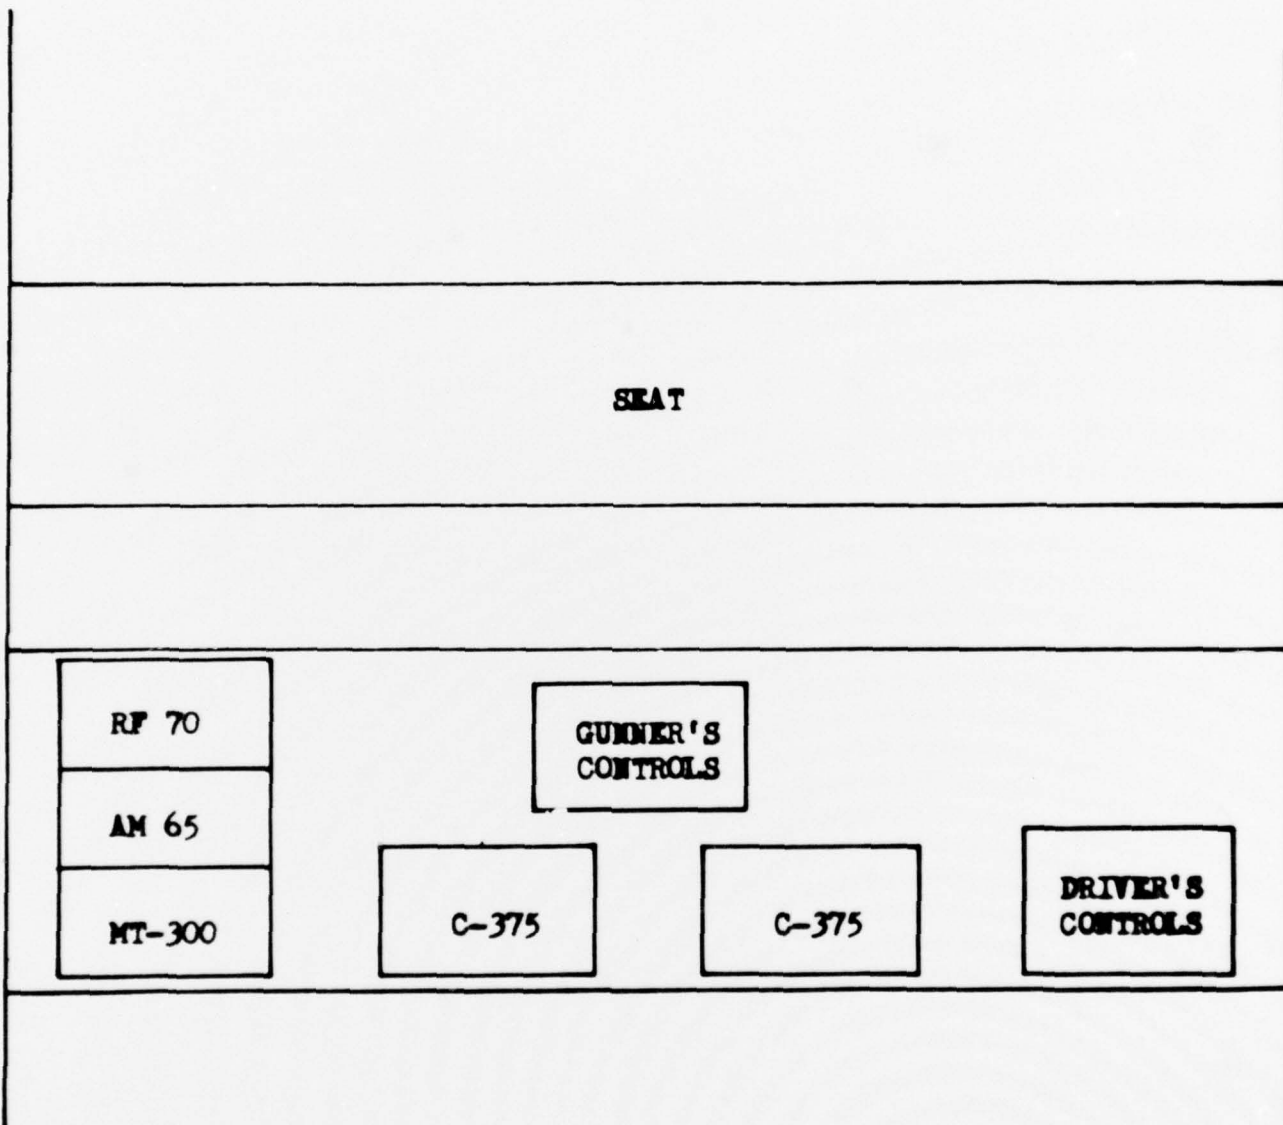 SEAT
RF 70
AM 65
MT-300
GUNNER'S
CONTROLS
C-375
C-375
DRIVER'S
CONTROLS